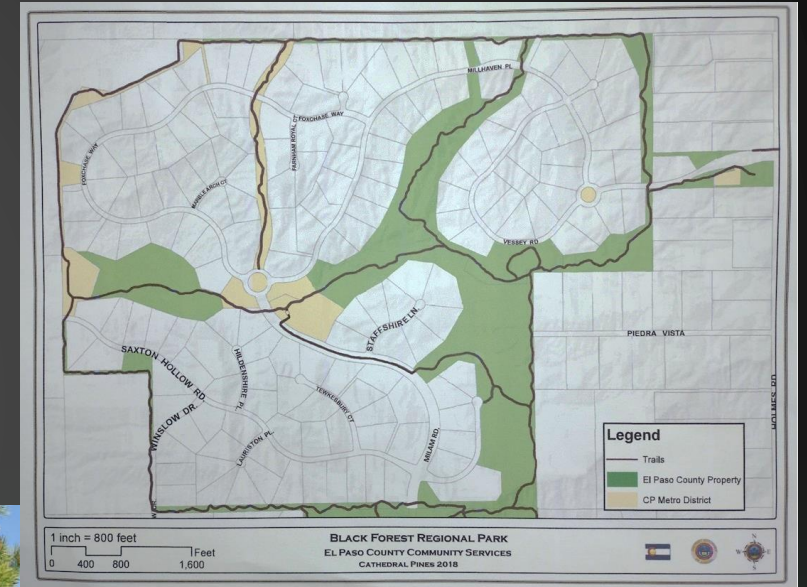 MILLHAVEN PL
FOXCHASE WAY
FARNHAM ROYAL CT
FOXCHASE WAY
MARBLE ARCH CT
VESSEY RD
STAFFSHIRE LN.
PIEDRA VISTA
SAXTON HOLLOW RD.
HILDENSHIRE PL.
HOLMES RD
TEWKESBURY CT
WINSLOW DR.
LAURISTON PL.
MILAM RD.
Legend
Trails
El Paso County Property
CP Metro District
1 inch = 800 feet
Feet
0 400 800 1,600
BLACK FOREST REGIONAL PARK
EL PASO COUNTY COMMUNITY SERVICES
CATHEDRAL PINES 2018
N
W E
S